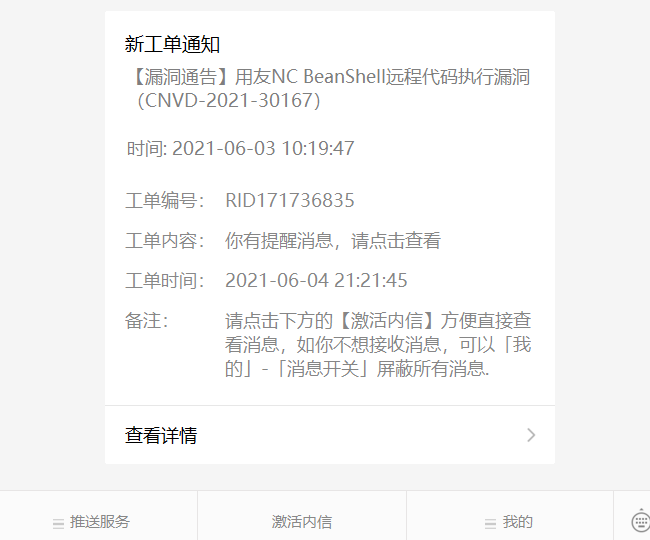 新工单通知
【漏洞通告】用友NC BeanShell远程代码执行漏洞
（CNVD-2021-30167）
时间: 2021-06-03 10:19:47
工单编号： RID171736835
工单内容： 你有提醒消息，请点击查看
工单时间： 2021-06-04 21:21:45
备注： 请点击下方的【激活内信】方便直接查
看消息，如你不想接收消息，可以「我
的」-「消息开关」屏蔽所有消息.
查看详情
推送服务 激活内信 我的